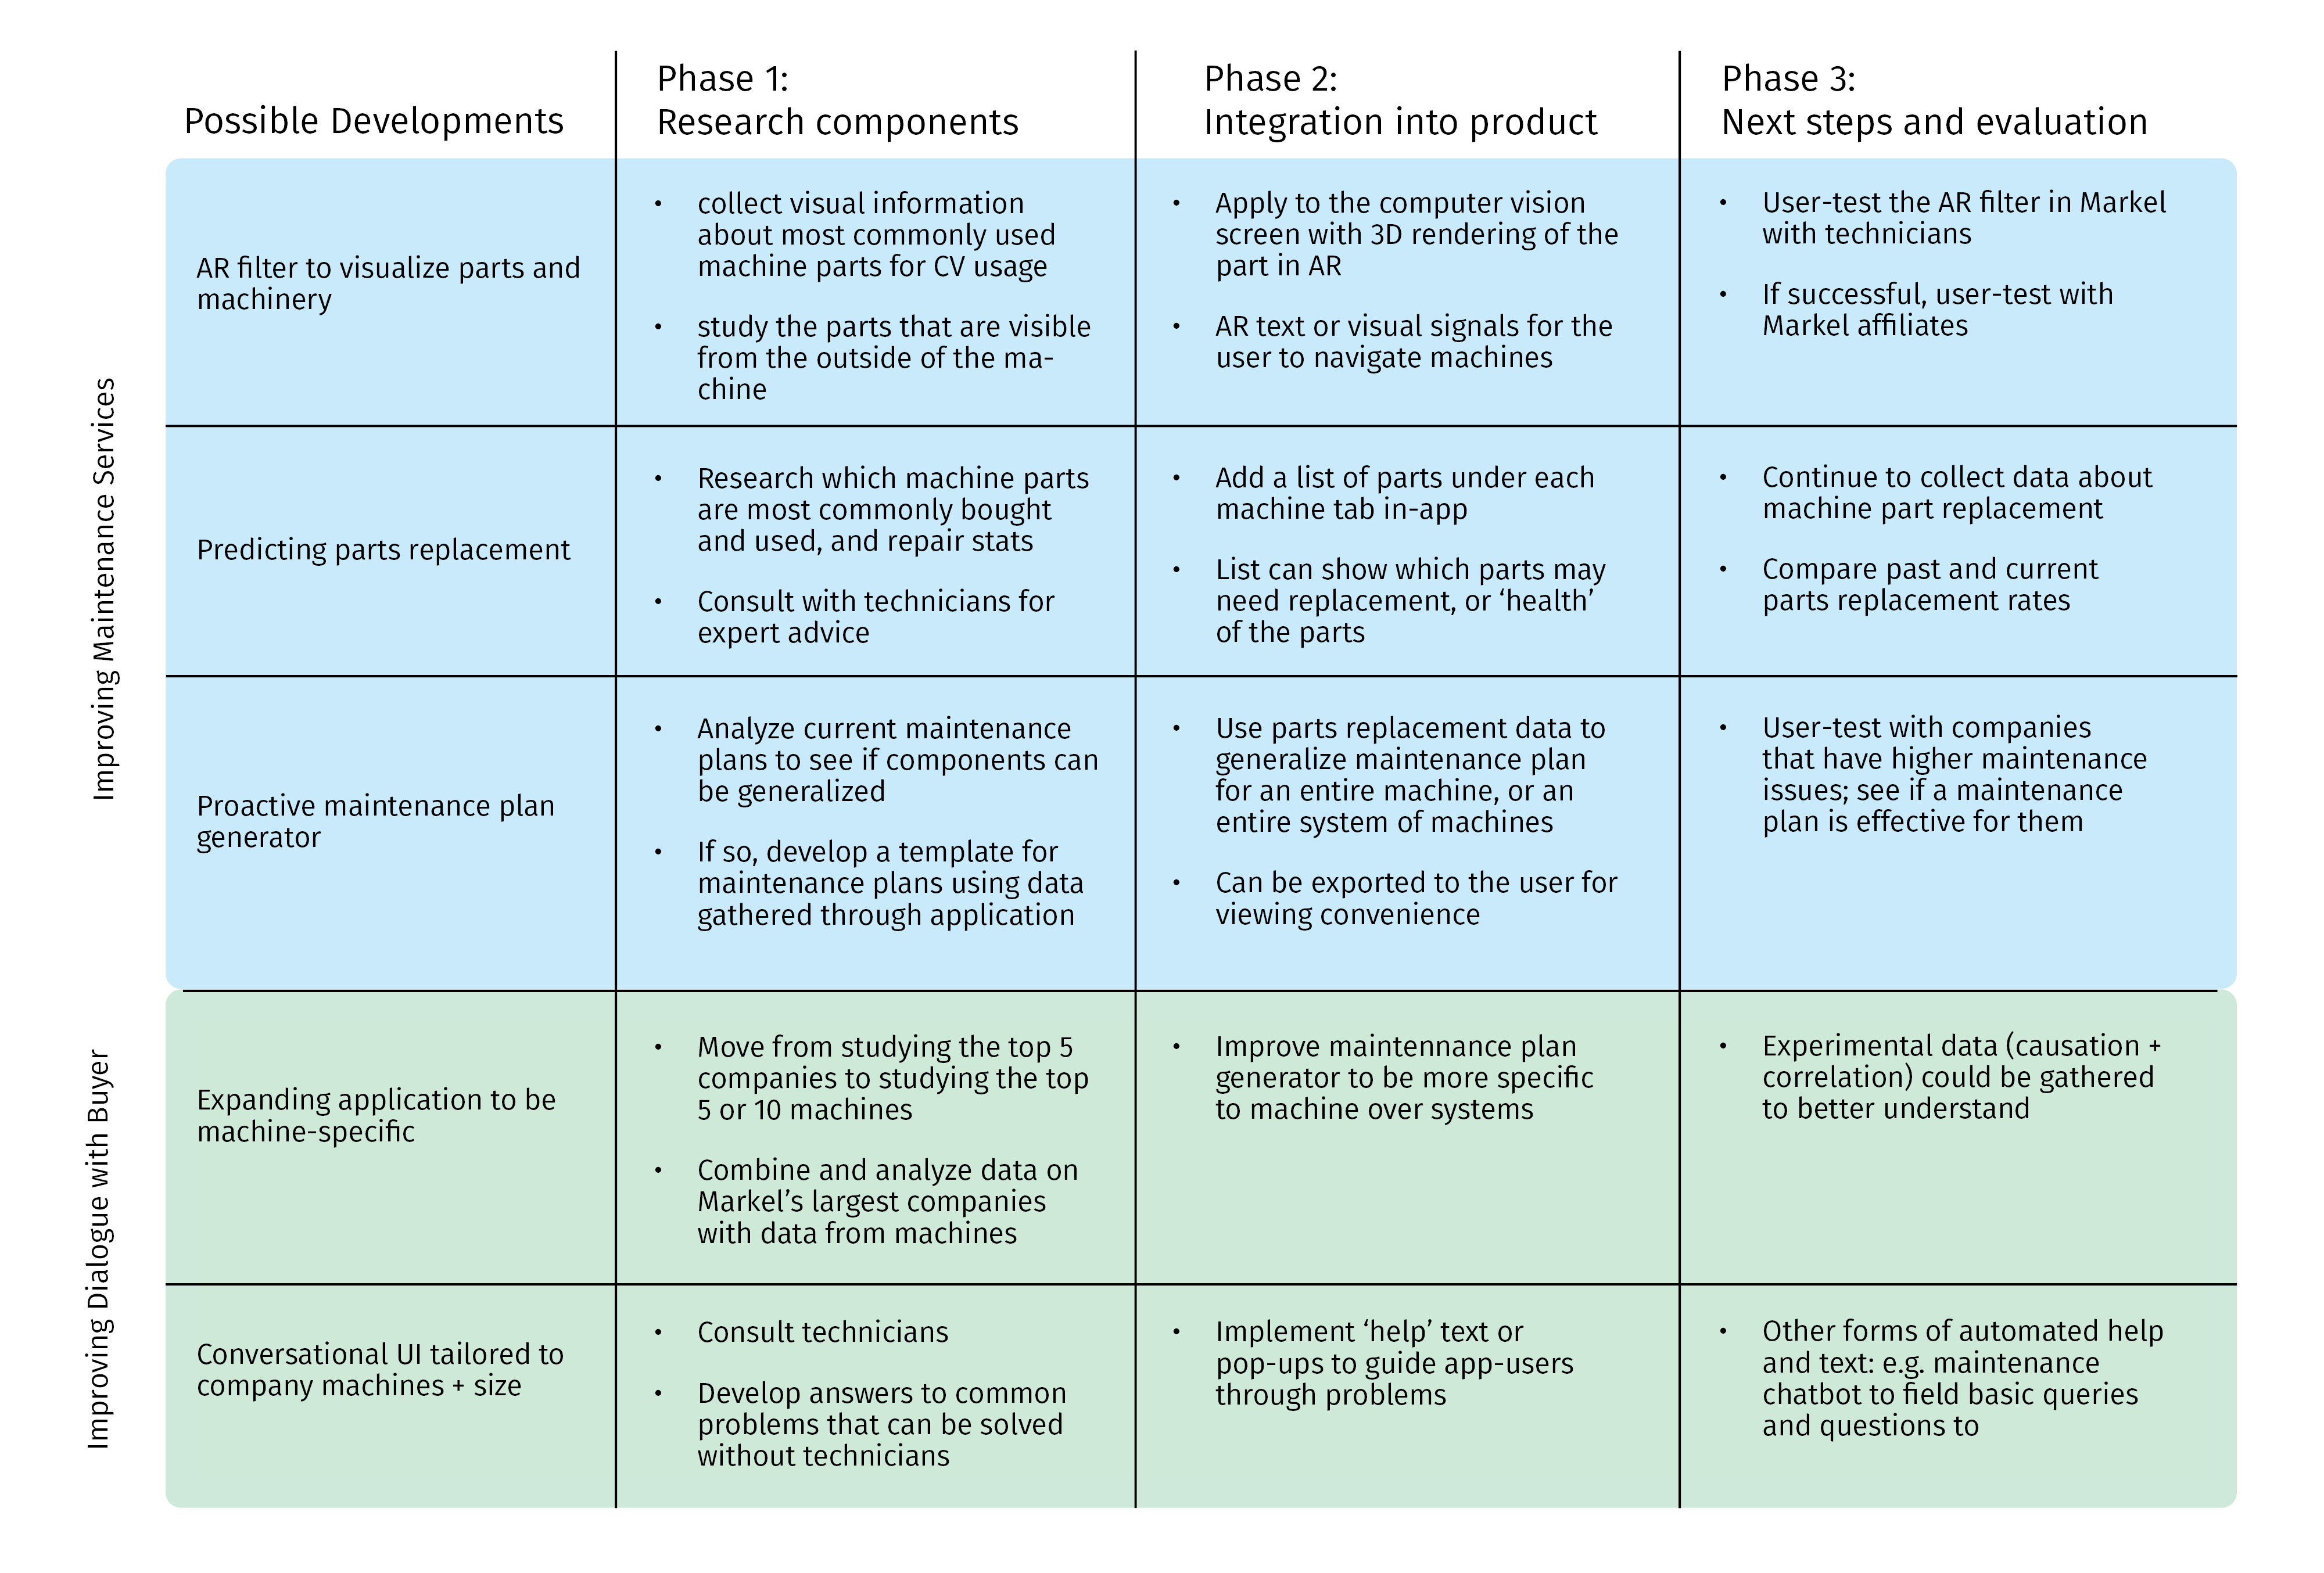 Possible Developments
Phase 1:
Research components
Phase 2:
Integration into product
Phase 3:
Next steps and evaluation
Improving Maintenance Services
AR filter to visualize parts and
machinery
• collect visual information
about most commonly used
machine parts for CV usage
• study the parts that are visible
from the outside of the ma-
chine
• Apply to the computer vision
screen with 3D rendering of the
part in AR
• AR text or visual signals for the
user to navigate machines
• User-test the AR filter in Markel
with technicians
• If successful, user-test with
Markel affiliates
Predicting parts replacement
• Research which machine parts
are most commonly bought
and used, and repair stats
• Consult with technicians for
expert advice
• Add a list of parts under each
machine tab in-app
• List can show which parts may
need replacement, or ‘health’
of the parts
• Continue to collect data about
machine part replacement
• Compare past and current
parts replacement rates
Proactive maintenance plan
generator
• Analyze current maintenance
plans to see if components can
be generalized
• If so, develop a template for
maintenance plans using data
gathered through application
• Use parts replacement data to
generalize maintenance plan
for an entire machine, or an
entire system of machines
• Can be exported to the user for
viewing convenience
• User-test with companies
that have higher maintenance
issues; see if a maintenance
plan is effective for them
Improving Dialogue with Buyer
Expanding application to be
machine-specific
• Move from studying the top 5
companies to studying the top
5 or 10 machines
• Combine and analyze data on
Markel’s largest companies
with data from machines
• Improve maintennance plan
generator to be more specific
to machine over systems
• Experimental data (causation +
correlation) could be gathered
to better understand
Conversational UI tailored to
company machines + size
• Consult technicians
• Develop answers to common
problems that can be solved
without technicians
• Implement ‘help’ text or
pop-ups to guide app-users
through problems
• Other forms of automated help
and text: e.g. maintenance
chatbot to field basic queries
and questions to